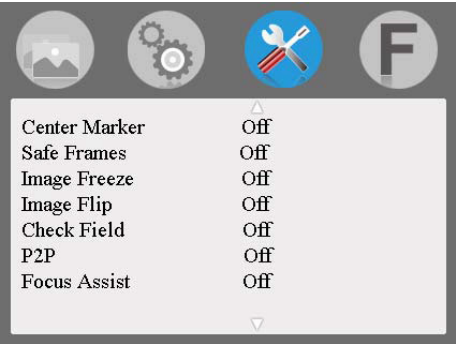 F
Center Marker Off
Safe Frames Off
Image Freeze Off
Image Flip Off
Check Field Off
P2P Off
Focus Assist Off